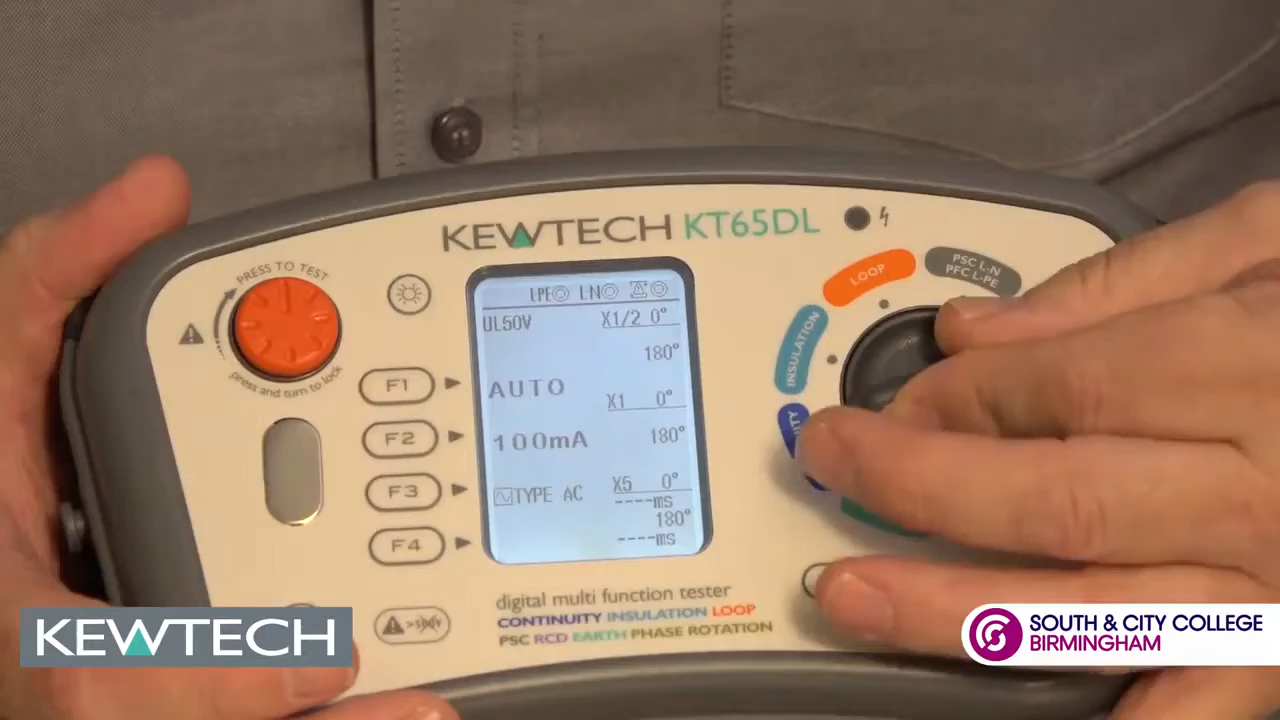 KEWTECH KT65DL
PRESS TO TEST
press and turn to lock
LOOP
PSC L-N
PFC L-PE
INSULATION
L-PE L-N
UL50V X1/2 0°
180°
AUTO
X1 0°
100mA 180°
TYPE AC X5 0°
----ms
180°
----ms
F1
F2
F3
F4
>500V
digital multi function tester
CONTINUITY INSULATION LOOP
PSC RCD EARTH PHASE ROTATION
KEWTECH
SOUTH & CITY COLLEGE
BIRMINGHAM